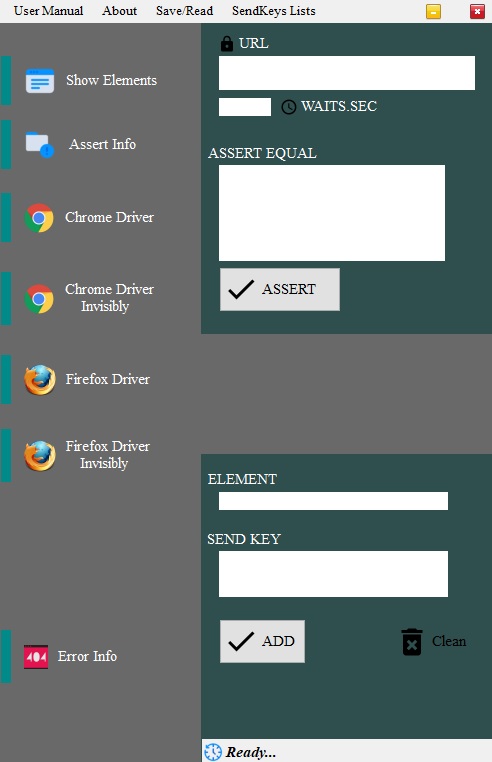 User Manual About Save/Read SendKeys Lists
Show Elements
Assert Info
Chrome Driver
Chrome Driver
Invisibly
Firefox Driver
Firefox Driver
Invisibly
404
Error Info
URL
WAITS.SEC
ASSERT EQUAL
ASSERT
ELEMENT
SEND KEY
ADD
Clean
Ready...